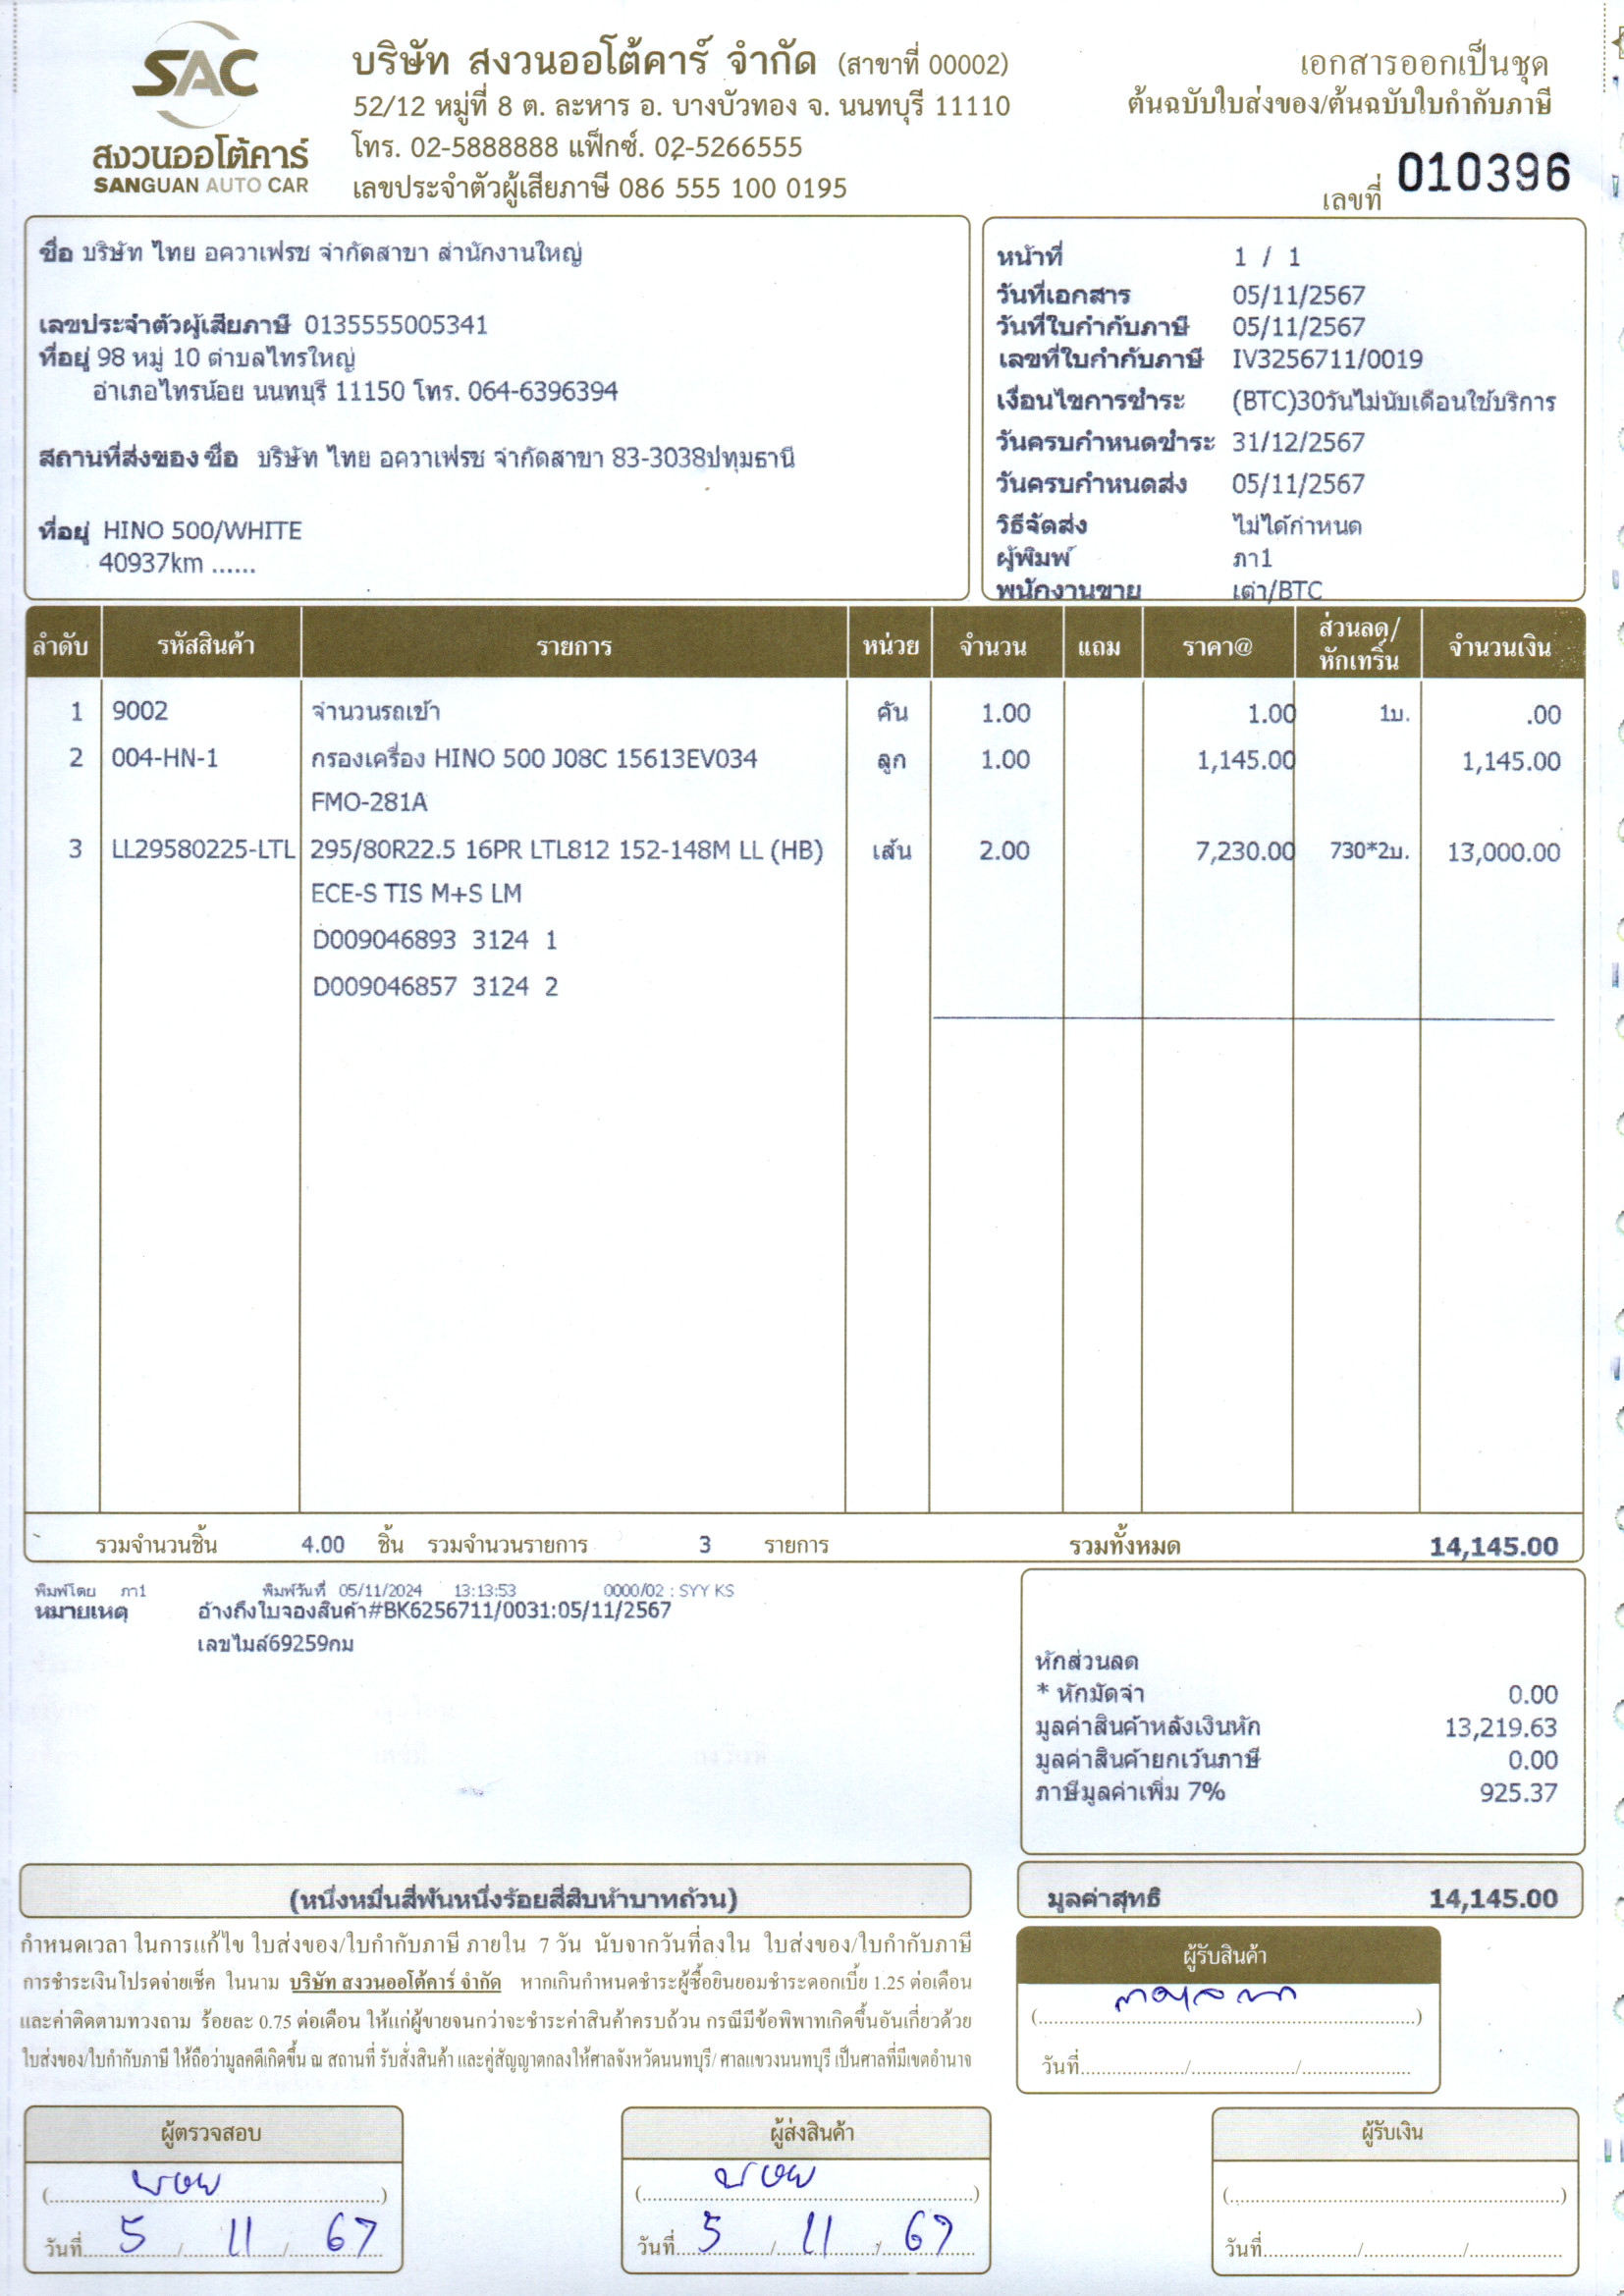 SAC
สงวนออโต้คาร์
SANGUAN AUTO CAR
บริษัท สงวนออโต้คาร์ จำกัด (สาขาที่ 00002)
52/12 หมู่ที่ 8 ต. ละหาร อ. บางบัวทอง จ. นนทบุรี 11110
โทร. 02-5888888 แฟ็กซ์. 02-5266555
เลขประจำตัวผู้เสียภาษี 086 555 100 0195
เอกสารออกเป็นชุด
ต้นฉบับใบส่งของ/ต้นฉบับใบกำกับภาษี
เลขที่ 010396
ชื่อ บริษัท ไทย อควาเฟรช จำกัดสาขา สำนักงานใหญ่
เลขประจำตัวผู้เสียภาษี 0135555005341
ที่อยู่ 98 หมู่ 10 ตำบลไทรใหญ่
อำเภอไทรน้อย นนทบุรี 11150 โทร. 064-6396394
สถานที่ส่งของ ชื่อ บริษัท ไทย อควาเฟรช จำกัดสาขา 83-3038ปทุมธานี
ที่อยู่ HINO 500/WHITE
40937km ......
หน้าที่ 1 / 1
วันที่เอกสาร 05/11/2567
วันที่ใบกำกับภาษี 05/11/2567
เลขที่ใบกำกับภาษี IV3256711/0019
เงื่อนไขการชำระ (BTC)30วันไม่นับเดือนใช้บริการ
วันครบกำหนดชำระ 31/12/2567
วันครบกำหนดส่ง 05/11/2567
วิธีจัดส่ง ไม่ได้กำหนด
ผู้พิมพ์ ภา1
พนักงานขาย เต่า/BTC
ลำดับ รหัสสินค้า รายการ หน่วย จำนวน แถม ราคา@ ส่วนลด/หักเทริ์น จำนวนเงิน
1 9002 จำนวนรถเข้า คัน 1.00 1.00 1บ. .00
2 004-HN-1 กรองเครื่อง HINO 500 J08C 15613EV034 ลูก 1.00 1,145.00 1,145.00
FMO-281A
3 LL29580225-LTL 295/80R22.5 16PR LTL812 152-148M LL (HB) เส้น 2.00 7,230.00 730*2บ. 13,000.00
ECE-S TIS M+S LM
D009046893 3124 1
D009046857 3124 2
รวมจำนวนชิ้น 4.00 ชิ้น รวมจำนวนรายการ 3 รายการ รวมทั้งหมด 14,145.00
พิมพ์โดย ภา1 พิมพ์วันที่ 05/11/2024 13:13:53 0000/02 : SYY KS
หมายเหตุ อ้างถึงใบจองสินค้า#BK6256711/0031:05/11/2567
เลขไมล์69259กม
หักส่วนลด
* หักมัดจำ 0.00
มูลค่าสินค้าหลังเงินหัก 13,219.63
มูลค่าสินค้ายกเว้นภาษี 0.00
ภาษีมูลค่าเพิ่ม 7% 925.37
(หนึ่งหมื่นสี่พันหนึ่งร้อยสี่สิบห้าบาทถ้วน)
มูลค่าสุทธิ 14,145.00
กำหนดเวลา ในการแก้ไข ใบส่งของ/ใบกำกับภาษี ภายใน 7 วัน นับจากวันที่ลงใน ใบส่งของ/ใบกำกับภาษี
การชำระเงินโปรดจ่ายเช็ค ในนาม บริษัท สงวนออโต้คาร์ จำกัด หากเกินกำหนดชำระผู้ซื้อยินยอมชำระดอกเบี้ย 1.25 ต่อเดือน
และค่าติดตามทวงถาม ร้อยละ 0.75 ต่อเดือน ให้แก่ผู้ขายจนกว่าจะชำระค่าสินค้าครบถ้วน กรณีมีข้อพิพาทเกิดขึ้นอันเกี่ยวด้วย
ใบส่งของ/ใบกำกับภาษี ให้ถือว่ามูลคดีเกิดขึ้น ณ สถานที่ รับสั่งสินค้า และคู่สัญญาตกลงให้ศาลจังหวัดนนทบุรี/ ศาลแขวงนนทบุรี เป็นศาลที่มีเขตอำนาจ
ผู้รับสินค้า
วันที่ / /
ผู้ตรวจสอบ
วันที่ 5 / 11 / 67
ผู้ส่งสินค้า
วันที่ 5 / 11 / 67
ผู้รับเงิน
วันที่ / /